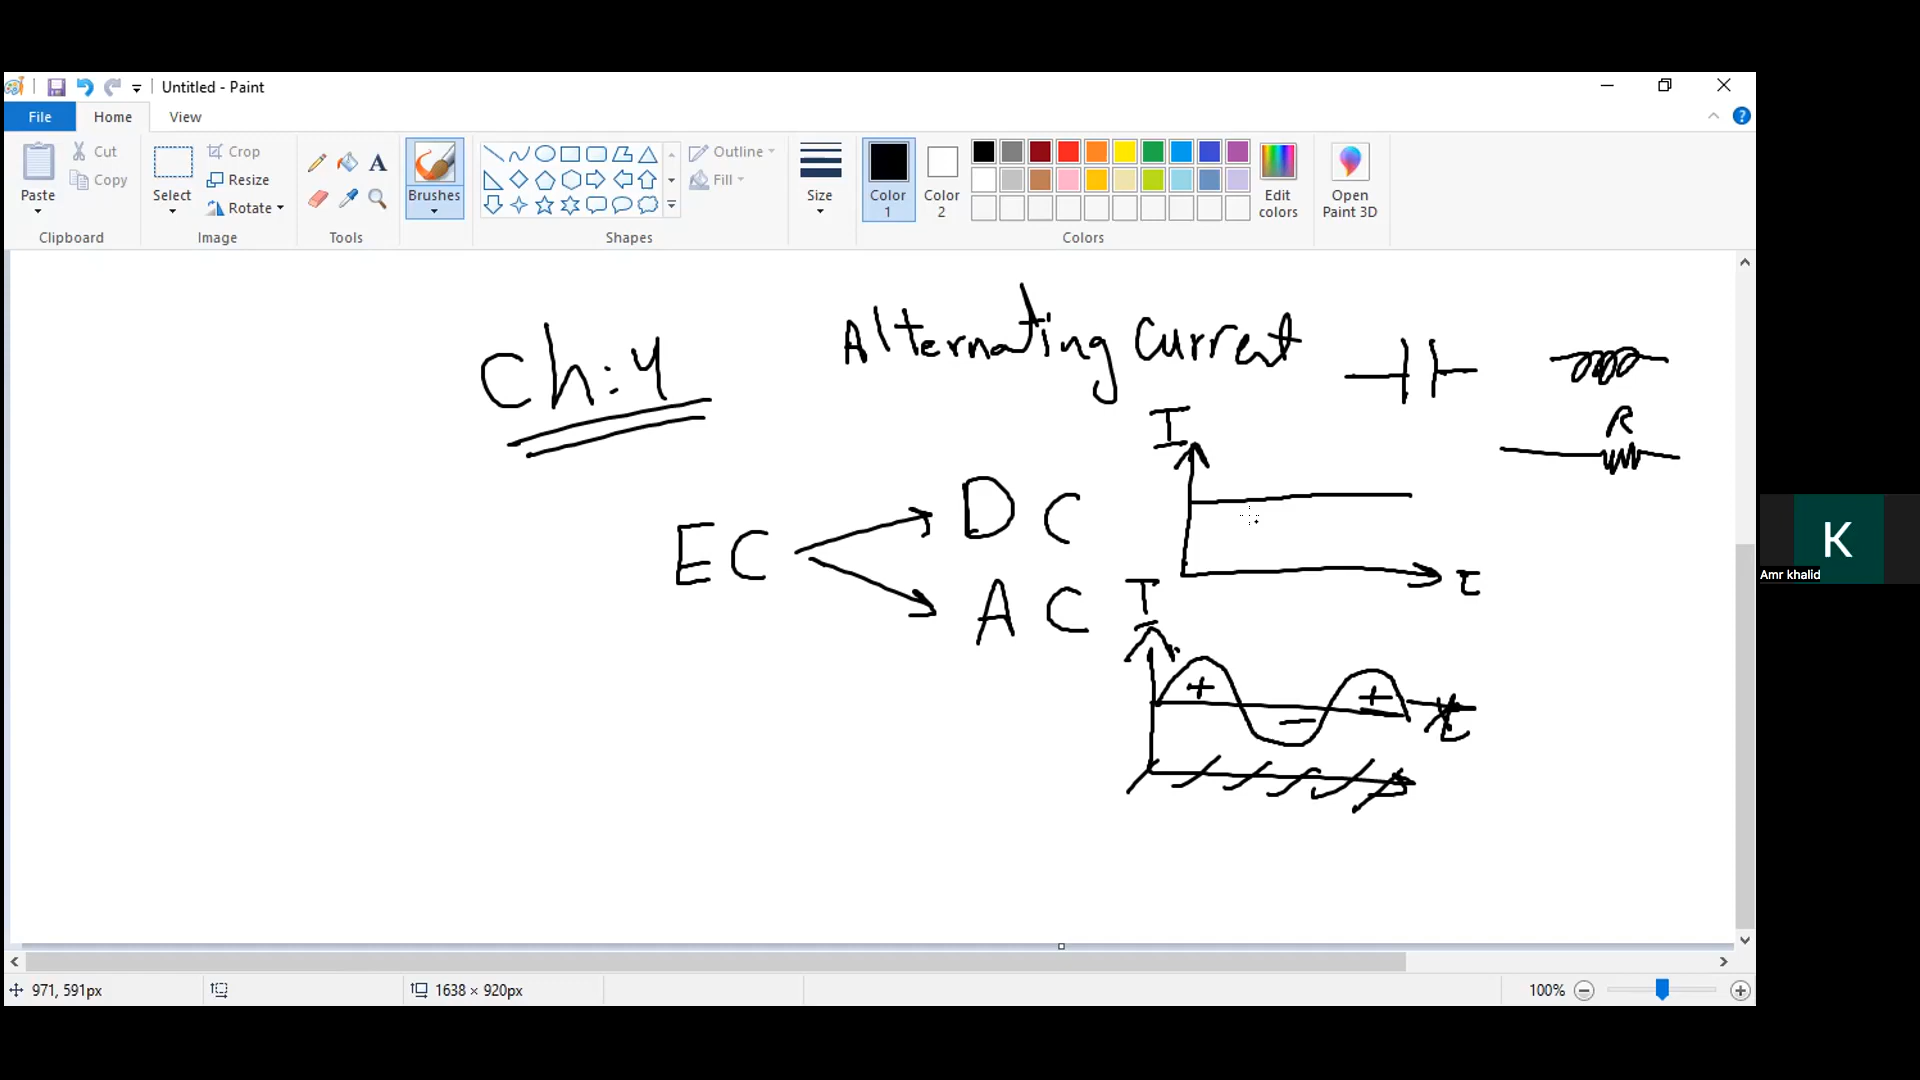 Untitled - Paint
File Home View
Cut
Copy
Paste
Clipboard
Crop
Resize
Rotate
Select
Image
Tools
Brushes
Outline
Fill
Shapes
Size
Color 1
Color 2
Edit colors
Open Paint 3D
Colors
Alternating Current
Ch:4
R
I
DC
EC
t
AC
I
+ - +
t
K
Amr khalid
971, 591px
1638 × 920px
100%